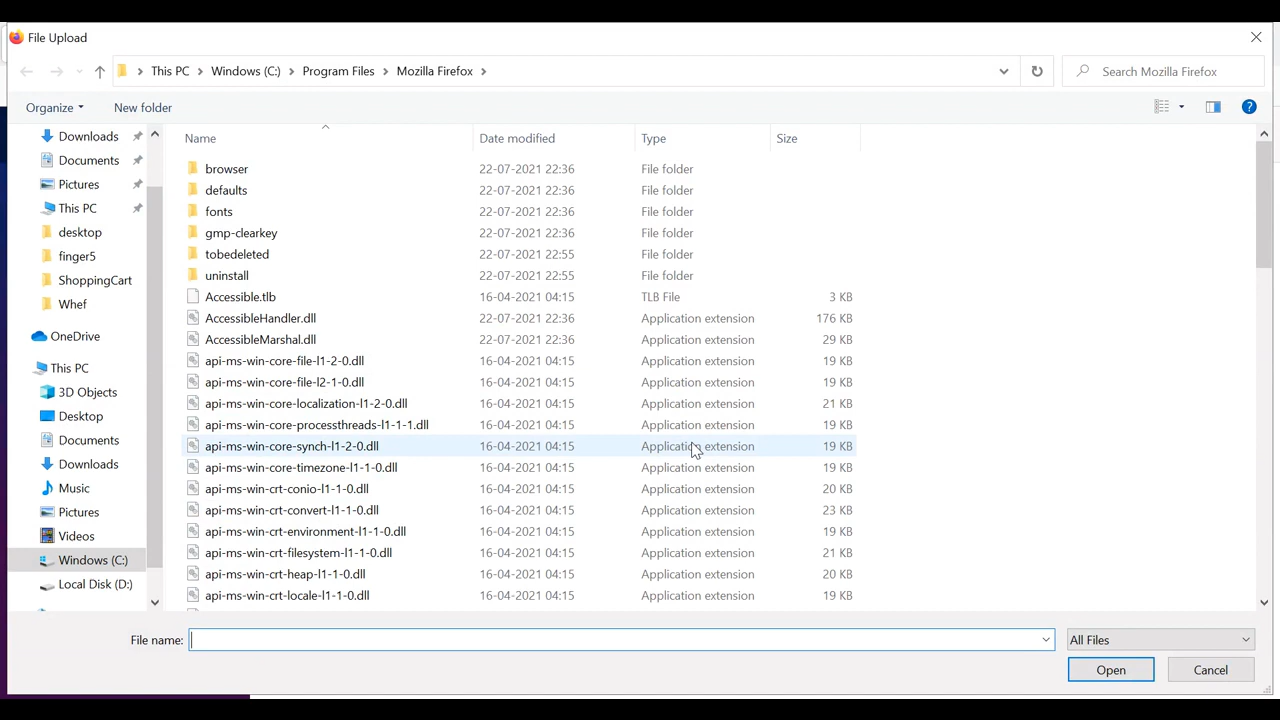 File Upload
This PC Windows (C:) Program Files Mozilla Firefox Search Mozilla Firefox
Organize New folder
Name Date modified Type Size
Downloads
Documents
Pictures
This PC
desktop
finger5
ShoppingCart
Whef
OneDrive
This PC
3D Objects
Desktop
Documents
Downloads
Music
Pictures
Videos
Windows (C:)
Local Disk (D:)
browser 22-07-2021 22:36 File folder
defaults 22-07-2021 22:36 File folder
fonts 22-07-2021 22:36 File folder
gmp-clearkey 22-07-2021 22:36 File folder
tobedeleted 22-07-2021 22:55 File folder
uninstall 22-07-2021 22:55 File folder
Accessible.tlb 16-04-2021 04:15 TLB File 3 KB
AccessibleHandler.dll 22-07-2021 22:36 Application extension 176 KB
AccessibleMarshal.dll 22-07-2021 22:36 Application extension 29 KB
api-ms-win-core-file-l1-2-0.dll 16-04-2021 04:15 Application extension 19 KB
api-ms-win-core-file-l2-1-0.dll 16-04-2021 04:15 Application extension 19 KB
api-ms-win-core-localization-l1-2-0.dll 16-04-2021 04:15 Application extension 21 KB
api-ms-win-core-processthreads-l1-1-1.dll 16-04-2021 04:15 Application extension 19 KB
api-ms-win-core-synch-l1-2-0.dll 16-04-2021 04:15 Application extension 19 KB
api-ms-win-core-timezone-l1-1-0.dll 16-04-2021 04:15 Application extension 19 KB
api-ms-win-crt-conio-l1-1-0.dll 16-04-2021 04:15 Application extension 20 KB
api-ms-win-crt-convert-l1-1-0.dll 16-04-2021 04:15 Application extension 23 KB
api-ms-win-crt-environment-l1-1-0.dll 16-04-2021 04:15 Application extension 19 KB
api-ms-win-crt-filesystem-l1-1-0.dll 16-04-2021 04:15 Application extension 21 KB
api-ms-win-crt-heap-l1-1-0.dll 16-04-2021 04:15 Application extension 20 KB
api-ms-win-crt-locale-l1-1-0.dll 16-04-2021 04:15 Application extension 19 KB
File name: All Files
Open Cancel